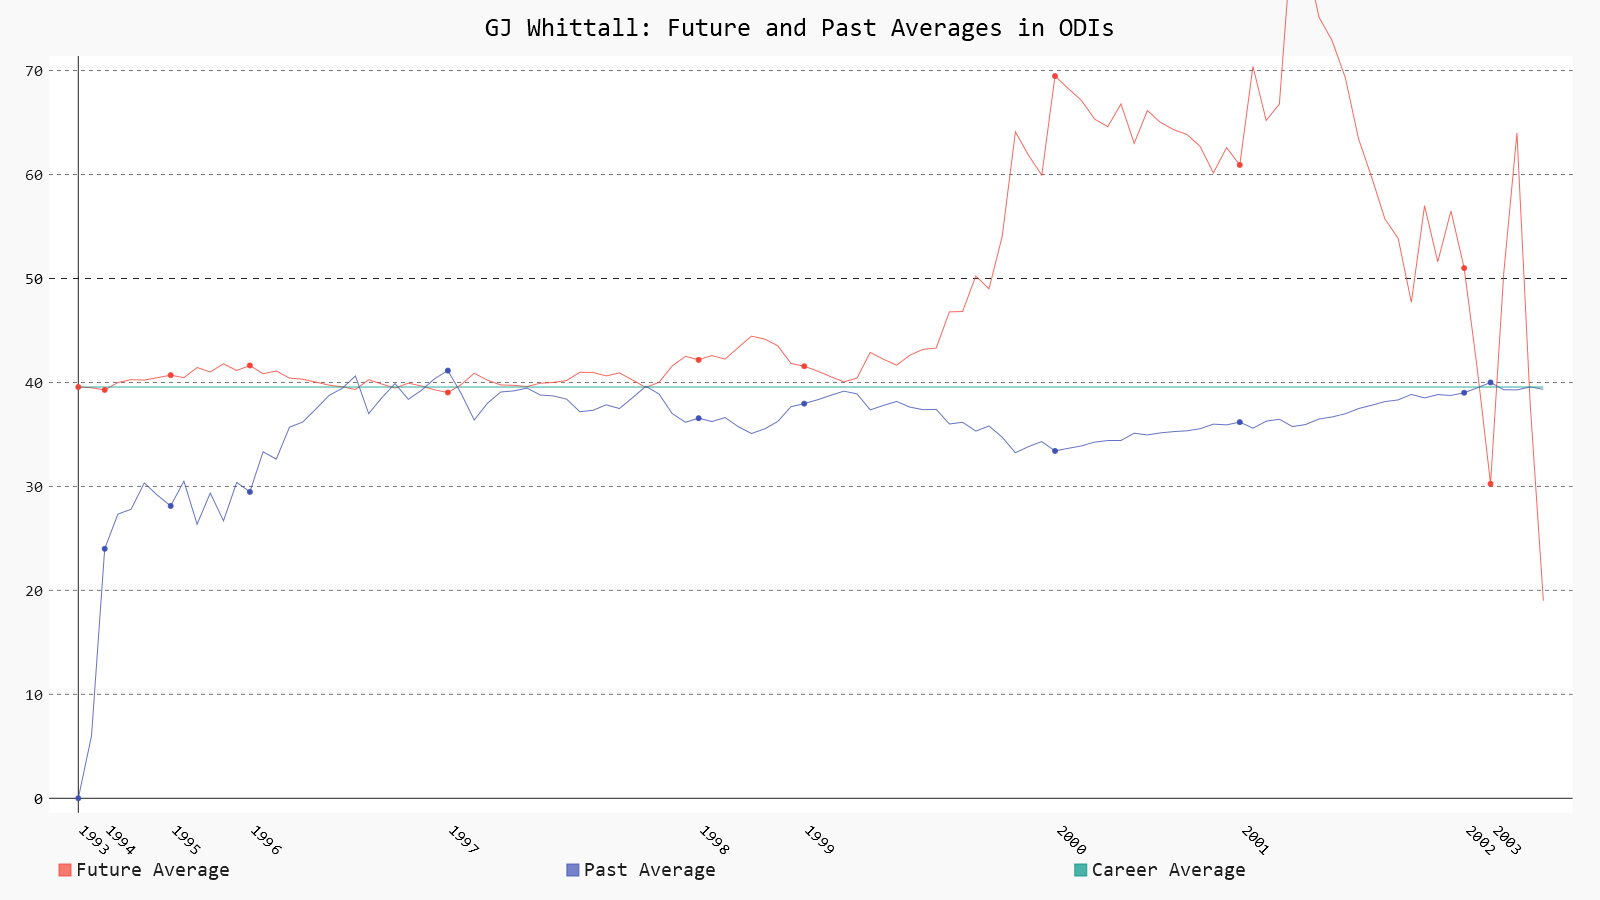 GJ Whittall: Future and Past Averages in ODIs
70
60
50
40
30
20
10
0
1993 1994 1995 1996 1997 1998 1999 2000 2001 2002 2003
Future Average Past Average Career Average